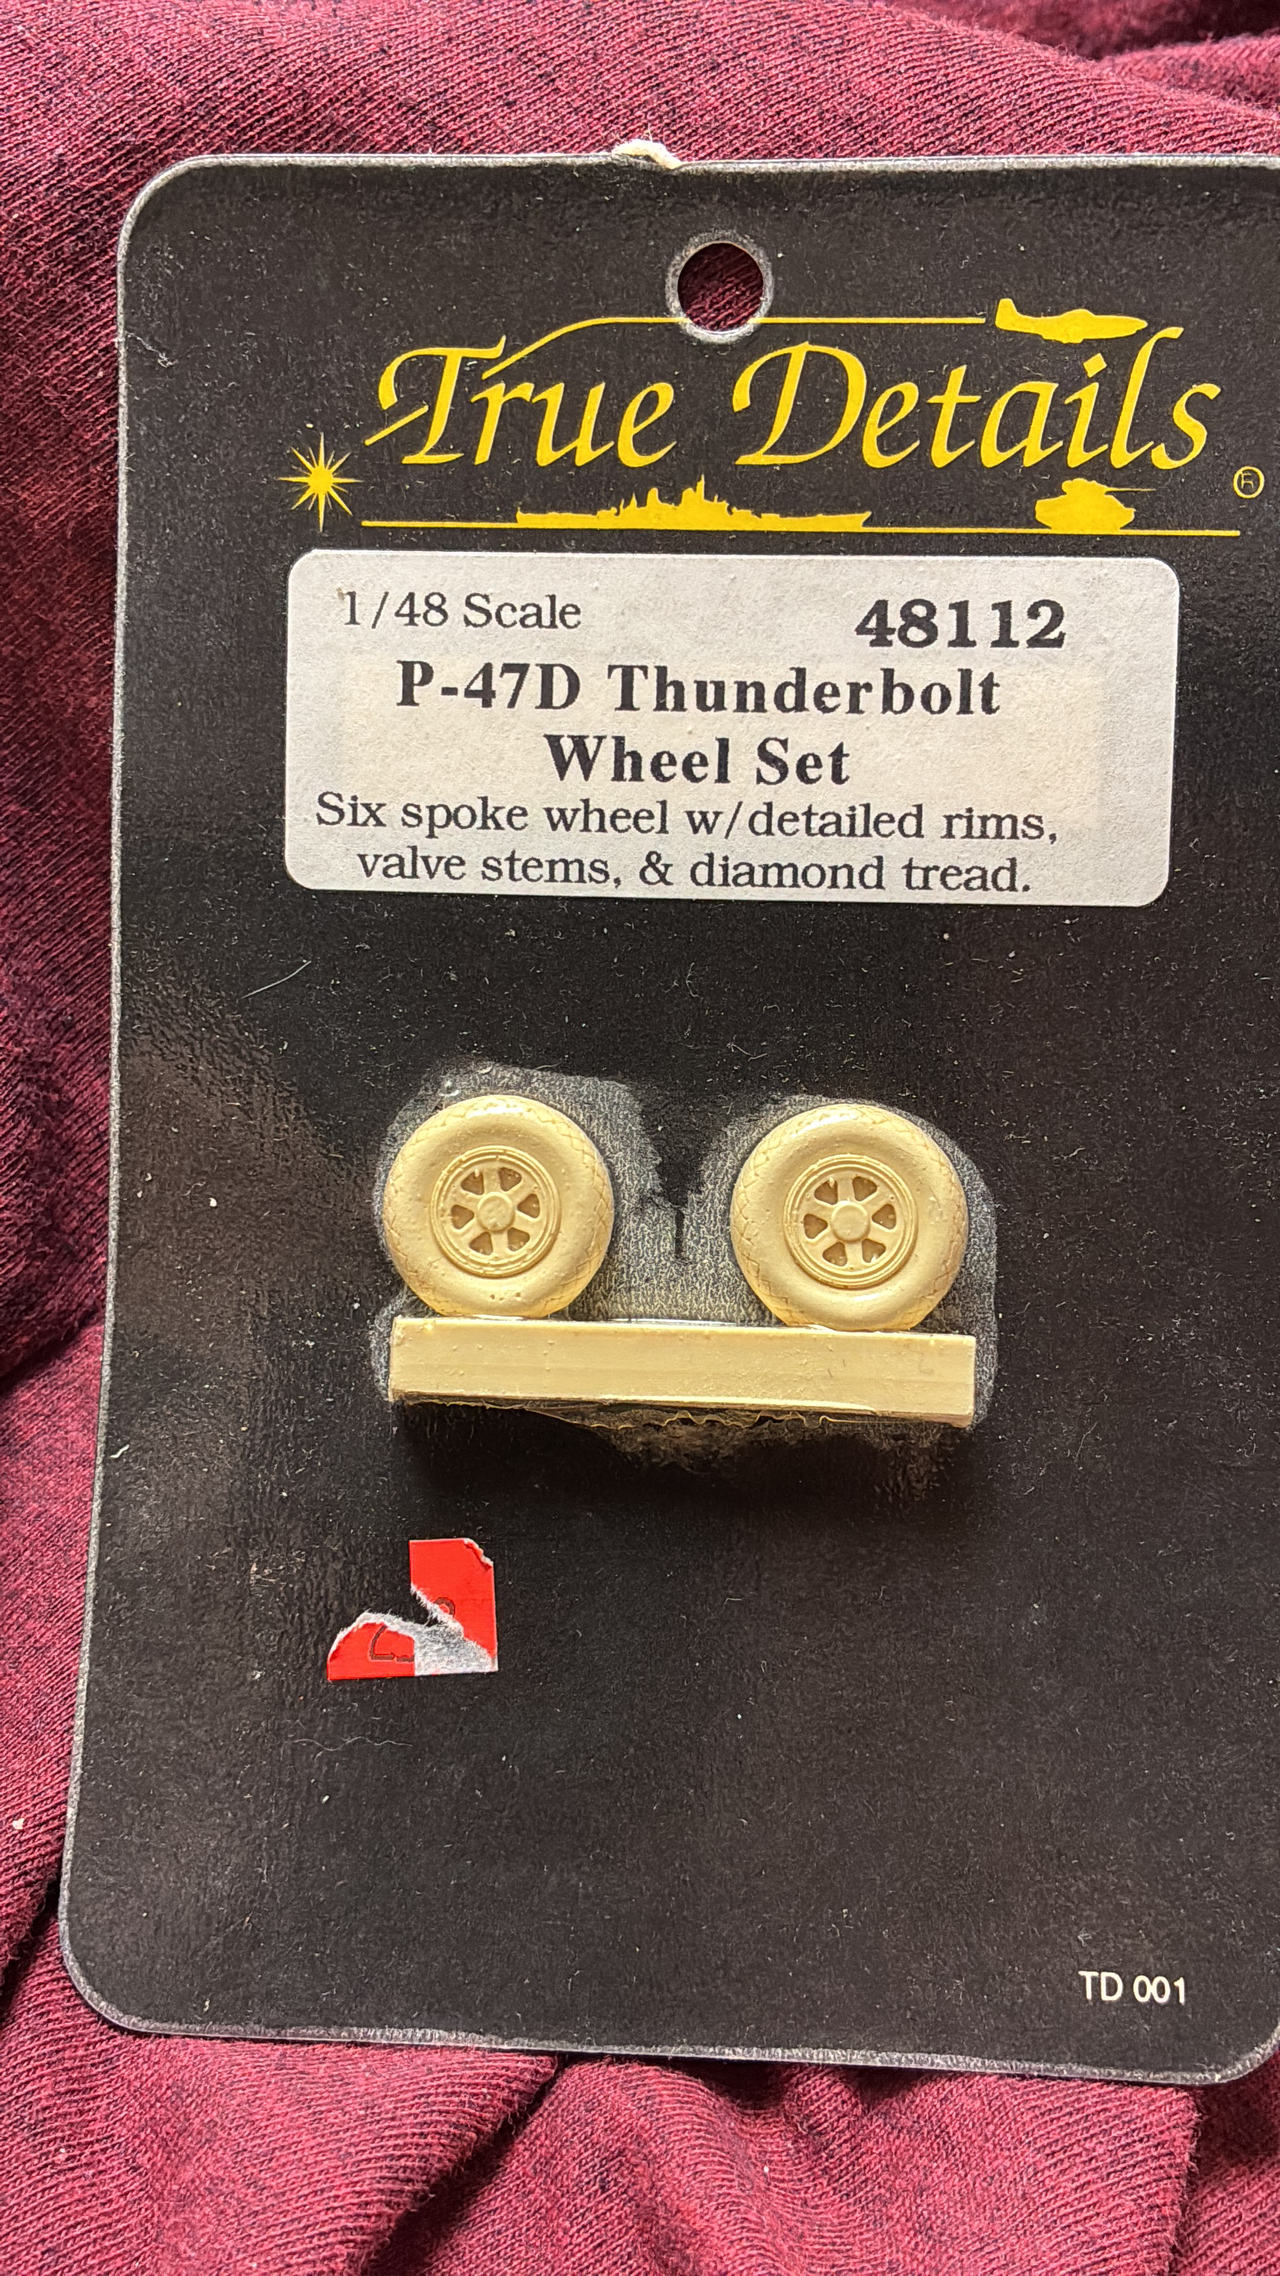 True Details ®
1/48 Scale 48112
P-47D Thunderbolt
Wheel Set
Six spoke wheel w/detailed rims,
valve stems, & diamond tread.
TD 001